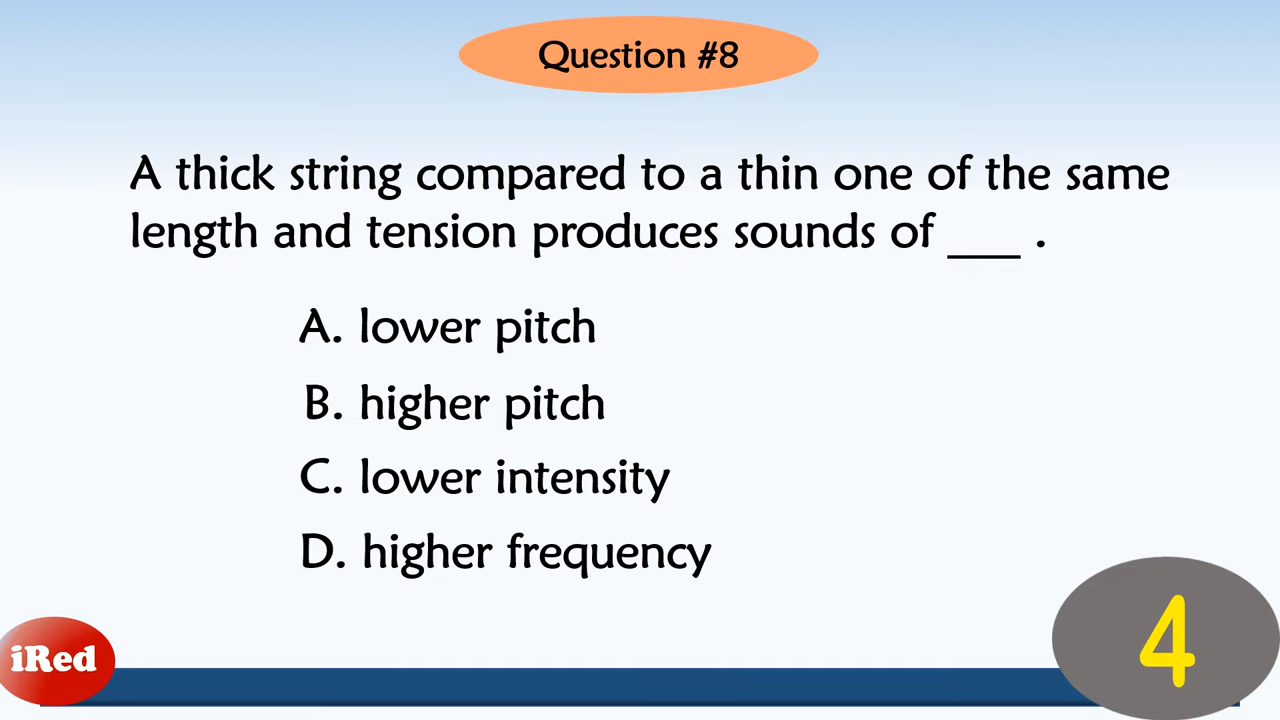 Question #8
A thick string compared to a thin one of the same
length and tension produces sounds of ___ .
A. lower pitch
B. higher pitch
C. lower intensity
D. higher frequency
iRed
4